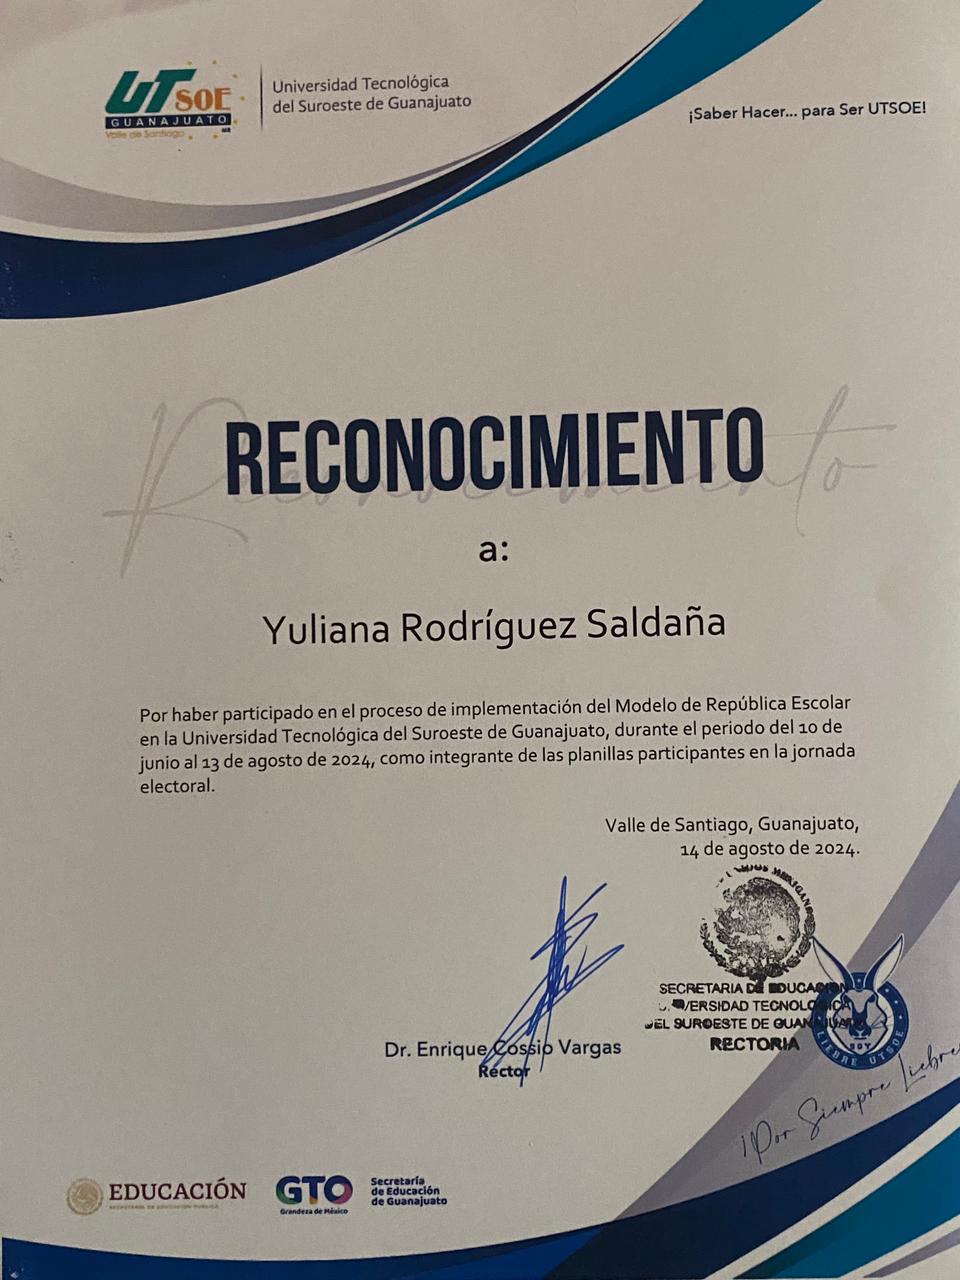 UTSOE
GUANAJUATO
Valle de Santiago
Universidad Tecnológica
del Suroeste de Guanajuato
¡Saber Hacer... para Ser UTSOE!
Reconocimiento
RECONOCIMIENTO
a:
Yuliana Rodríguez Saldaña
Por haber participado en el proceso de implementación del Modelo de República Escolar
en la Universidad Tecnológica del Suroeste de Guanajuato, durante el periodo del 10 de
junio al 13 de agosto de 2024, como integrante de las planillas participantes en la jornada
electoral.
Valle de Santiago, Guanajuato,
14 de agosto de 2024.
SECRETARIA DE EDUCACION
TECNOLOGICA
DEL SUROESTE DE GUANAJUATO
RECTORIA
SOY
LIEBRE UTSOE
Dr. Enrique Cossio Vargas
Rector
¡Por Siempre Liebre
EDUCACIÓN
SECRETARÍA DE EDUCACIÓN PÚBLICA
GTO
Grandeza de México
Secretaría
de Educación
de Guanajuato